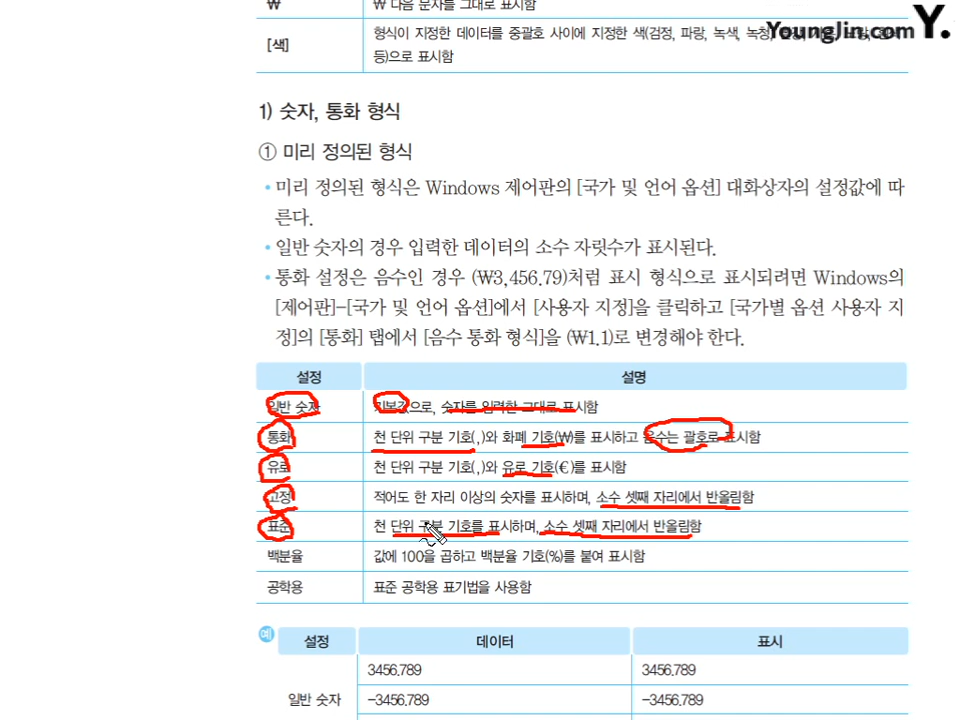 ₩ ₩ 다음 문자를 그대로 표시함
YoungJin.com Y.
[색] 형식이 지정한 데이터를 중괄호 사이에 지정한 색(검정, 파랑, 녹색, 녹청,
등)으로 표시함
1) 숫자, 통화 형식
① 미리 정의된 형식
• 미리 정의된 형식은 Windows 제어판의 [국가 및 언어 옵션] 대화상자의 설정값에 따
른다.
• 일반 숫자의 경우 입력한 데이터의 소수 자릿수가 표시된다.
• 통화 설정은 음수인 경우 (₩3,456.79)처럼 표시 형식으로 표시되려면 Windows의
[제어판]-[국가 및 언어 옵션]에서 [사용자 지정]을 클릭하고 [국가별 옵션 사용자 지
정]의 [통화] 탭에서 [음수 통화 형식]을 (₩1.1)로 변경해야 한다.
설정 설명
일반 숫자 기본값으로, 숫자를 입력한 그대로 표시함
통화 천 단위 구분 기호(,)와 화폐 기호(₩)를 표시하고 음수는 괄호로 표시함
유로 천 단위 구분 기호(,)와 유로 기호(€)를 표시함
고정 적어도 한 자리 이상의 숫자를 표시하며, 소수 셋째 자리에서 반올림함
표준 천 단위 구분 기호를 표시하며, 소수 셋째 자리에서 반올림함
백분율 값에 100을 곱하고 백분율 기호(%)를 붙여 표시함
공학용 표준 공학용 표기법을 사용함
예 설정 데이터 표시
3456.789 3456.789
일반 숫자 -3456.789 -3456.789